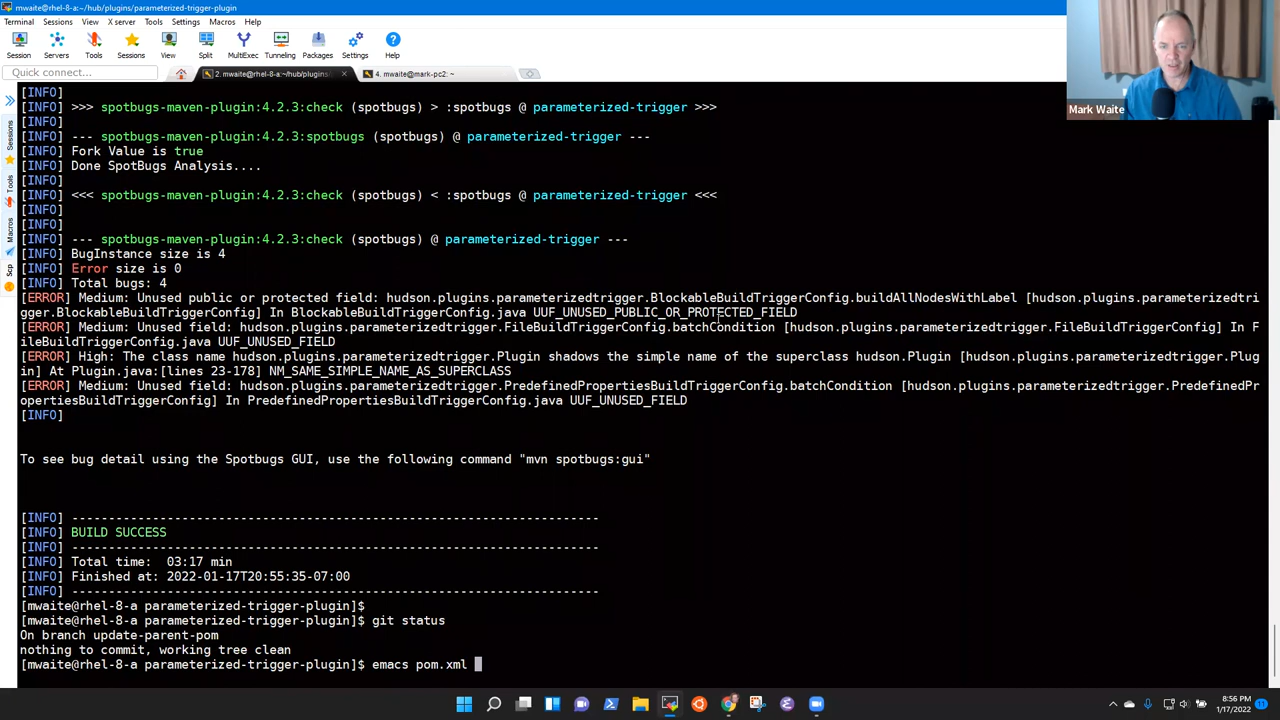 mwaite@rhel-8-a:~/hub/plugins/parameterized-trigger-plugin
Terminal Sessions View X server Tools Settings Macros Help
Session Servers Tools Sessions View Split MultiExec Tunneling Packages Settings Help
Quick connect...
2. mwaite@rhel-8-a:~/hub/plugins/
4. mwaite@mark-pc2: ~
Mark Waite
Sessions
Tools
Macros
Scp
[INFO]
[INFO] >>> spotbugs-maven-plugin:4.2.3:check (spotbugs) > :spotbugs @ parameterized-trigger >>>
[INFO]
[INFO] --- spotbugs-maven-plugin:4.2.3:spotbugs (spotbugs) @ parameterized-trigger ---
[INFO] Fork Value is true
[INFO] Done SpotBugs Analysis....
[INFO]
[INFO] <<< spotbugs-maven-plugin:4.2.3:check (spotbugs) < :spotbugs @ parameterized-trigger <<<
[INFO]
[INFO]
[INFO] --- spotbugs-maven-plugin:4.2.3:check (spotbugs) @ parameterized-trigger ---
[INFO] BugInstance size is 4
[INFO] Error size is 0
[INFO] Total bugs: 4
[ERROR] Medium: Unused public or protected field: hudson.plugins.parameterizedtrigger.BlockableBuildTriggerConfig.buildAllNodesWithLabel [hudson.plugins.parameterizedtri
gger.BlockableBuildTriggerConfig] In BlockableBuildTriggerConfig.java UUF_UNUSED_PUBLIC_OR_PROTECTED_FIELD
[ERROR] Medium: Unused field: hudson.plugins.parameterizedtrigger.FileBuildTriggerConfig.batchCondition [hudson.plugins.parameterizedtrigger.FileBuildTriggerConfig] In F
ileBuildTriggerConfig.java UUF_UNUSED_FIELD
[ERROR] High: The class name hudson.plugins.parameterizedtrigger.Plugin shadows the simple name of the superclass hudson.Plugin [hudson.plugins.parameterizedtrigger.Plug
in] At Plugin.java:[lines 23-178] NM_SAME_SIMPLE_NAME_AS_SUPERCLASS
[ERROR] Medium: Unused field: hudson.plugins.parameterizedtrigger.PredefinedPropertiesBuildTriggerConfig.batchCondition [hudson.plugins.parameterizedtrigger.PredefinedPr
opertiesBuildTriggerConfig] In PredefinedPropertiesBuildTriggerConfig.java UUF_UNUSED_FIELD
[INFO]
To see bug detail using the Spotbugs GUI, use the following command "mvn spotbugs:gui"
[INFO] ------------------------------------------------------------------------
[INFO] BUILD SUCCESS
[INFO] ------------------------------------------------------------------------
[INFO] Total time:  03:17 min
[INFO] Finished at: 2022-01-17T20:55:35-07:00
[INFO] ------------------------------------------------------------------------
[mwaite@rhel-8-a parameterized-trigger-plugin]$
[mwaite@rhel-8-a parameterized-trigger-plugin]$ git status
On branch update-parent-pom
nothing to commit, working tree clean
[mwaite@rhel-8-a parameterized-trigger-plugin]$ emacs pom.xml
8:56 PM
1/17/2022